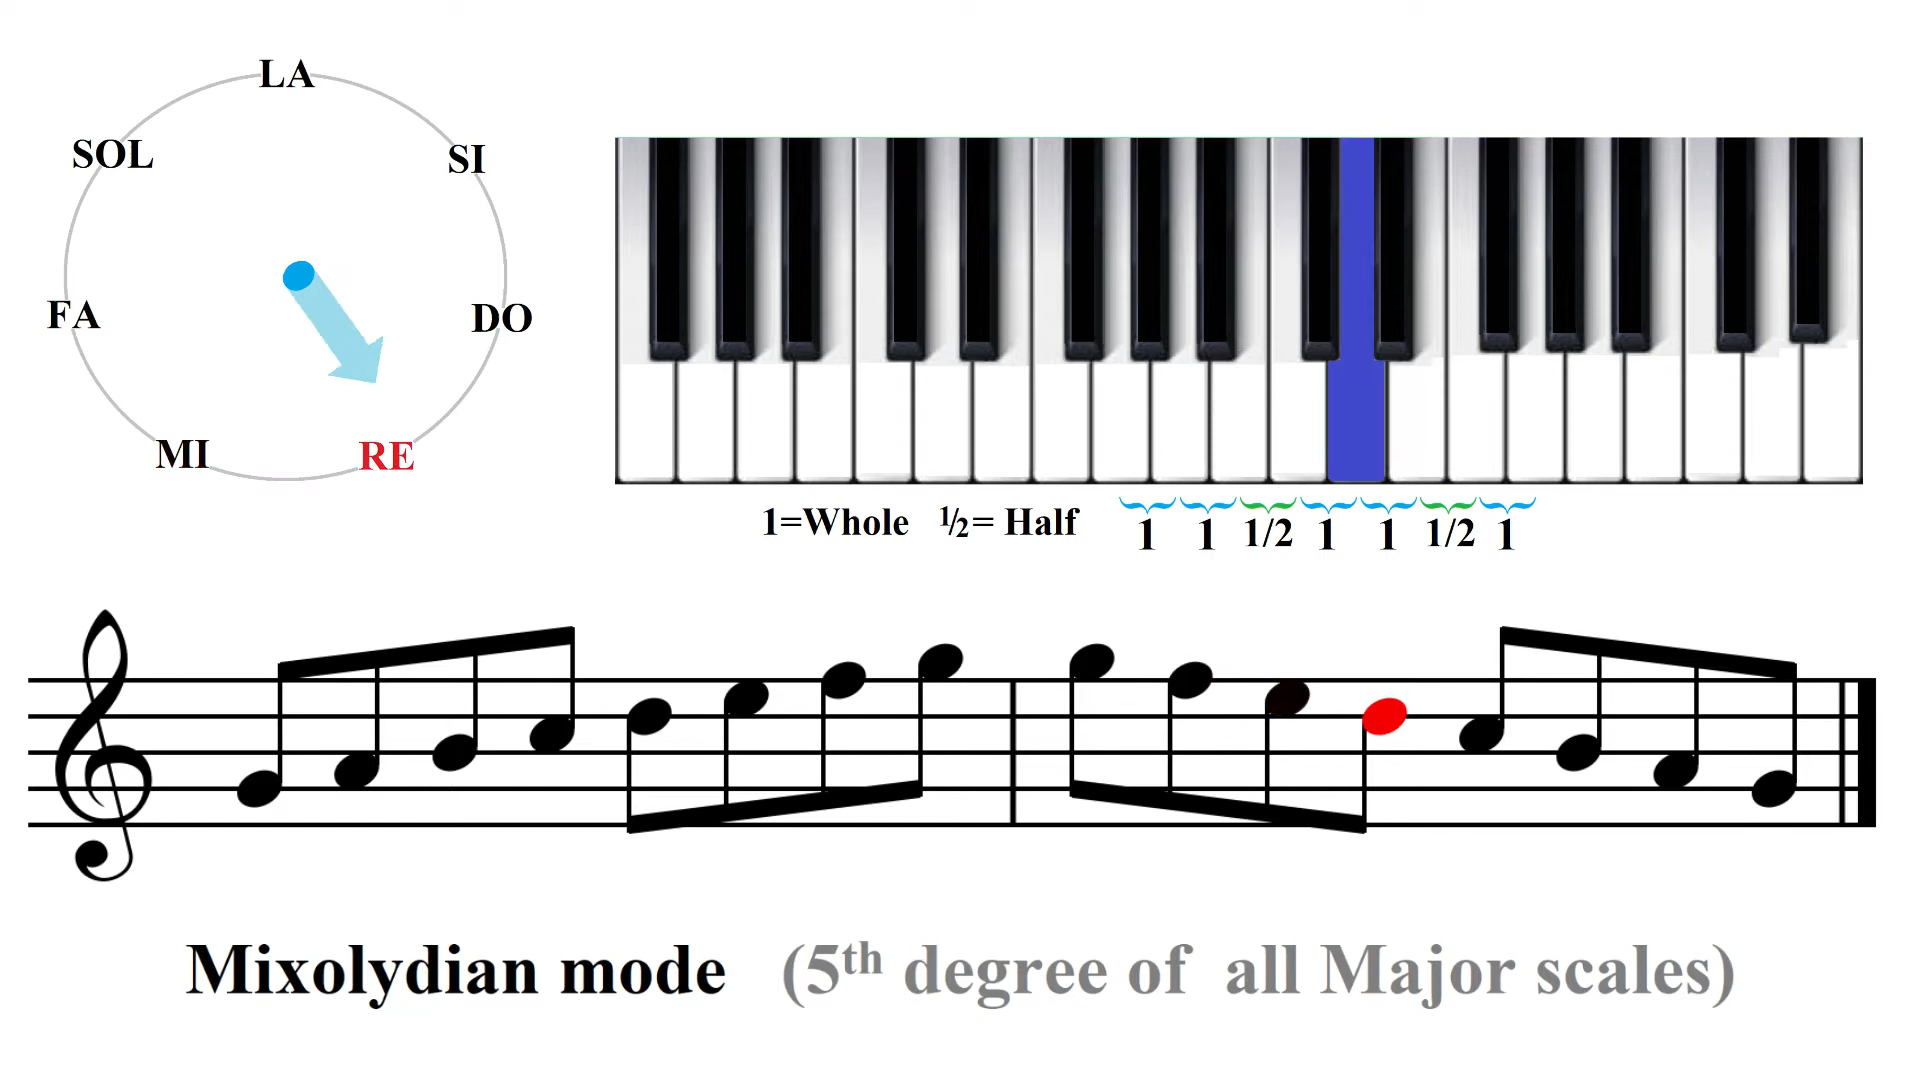 LA
SOL
SI
FA
DO
MI
RE
1=Whole ½= Half
1 1 1/2 1 1 1/2 1
Mixolydian mode (5th degree of all Major scales)